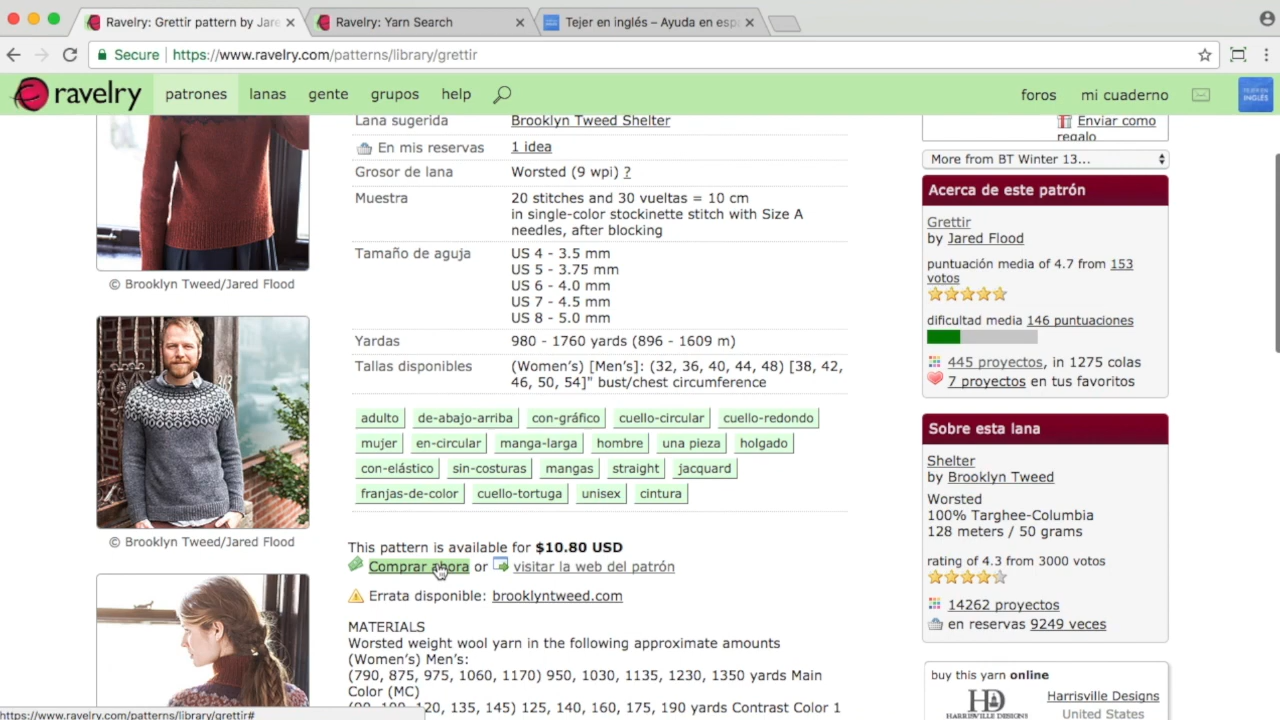 Ravelry: Grettir pattern by Jare
Ravelry: Yarn Search
Tejer en inglés – Ayuda en esp
Secure
https://www.ravelry.com/patterns/library/grettir
ravelry
patrones
lanas
gente
grupos
help
foros
mi cuaderno
TEJER EN
INGLÉS
© Brooklyn Tweed/Jared Flood
© Brooklyn Tweed/Jared Flood
Lana sugerida Brooklyn Tweed Shelter
En mis reservas 1 idea
Grosor de lana Worsted (9 wpi) ?
Muestra 20 stitches and 30 vueltas = 10 cm
in single-color stockinette stitch with Size A
needles, after blocking
Tamaño de aguja US 4 - 3.5 mm
US 5 - 3.75 mm
US 6 - 4.0 mm
US 7 - 4.5 mm
US 8 - 5.0 mm
Yardas 980 - 1760 yards (896 - 1609 m)
Tallas disponibles (Women's) [Men's]: (32, 36, 40, 44, 48) [38, 42,
46, 50, 54]" bust/chest circumference
adulto de-abajo-arriba con-gráfico cuello-circular cuello-redondo
mujer en-circular manga-larga hombre una pieza holgado
con-elástico sin-costuras mangas straight jacquard
franjas-de-color cuello-tortuga unisex cintura
This pattern is available for $10.80 USD
Comprar ahora or visitar la web del patrón
Errata disponible: brooklyntweed.com
MATERIALS
Worsted weight wool yarn in the following approximate amounts
(Women's) Men's:
(790, 875, 975, 1060, 1170) 950, 1030, 1135, 1230, 1350 yards Main
Color (MC)
120, 135, 145) 125, 140, 160, 175, 190 yards Contrast Color 1
Enviar como
regalo
More from BT Winter 13...
Acerca de este patrón
Grettir
by Jared Flood
puntuación media of 4.7 from 153
votos
dificultad media 146 puntuaciones
445 proyectos, in 1275 colas
7 proyectos en tus favoritos
Sobre esta lana
Shelter
by Brooklyn Tweed
Worsted
100% Targhee-Columbia
128 meters / 50 grams
rating of 4.3 from 3000 votos
14262 proyectos
en reservas 9249 veces
buy this yarn online
HD
HARRISVILLE DESIGNS
Harrisville Designs
United States
https://www.ravelry.com/patterns/library/grettir#